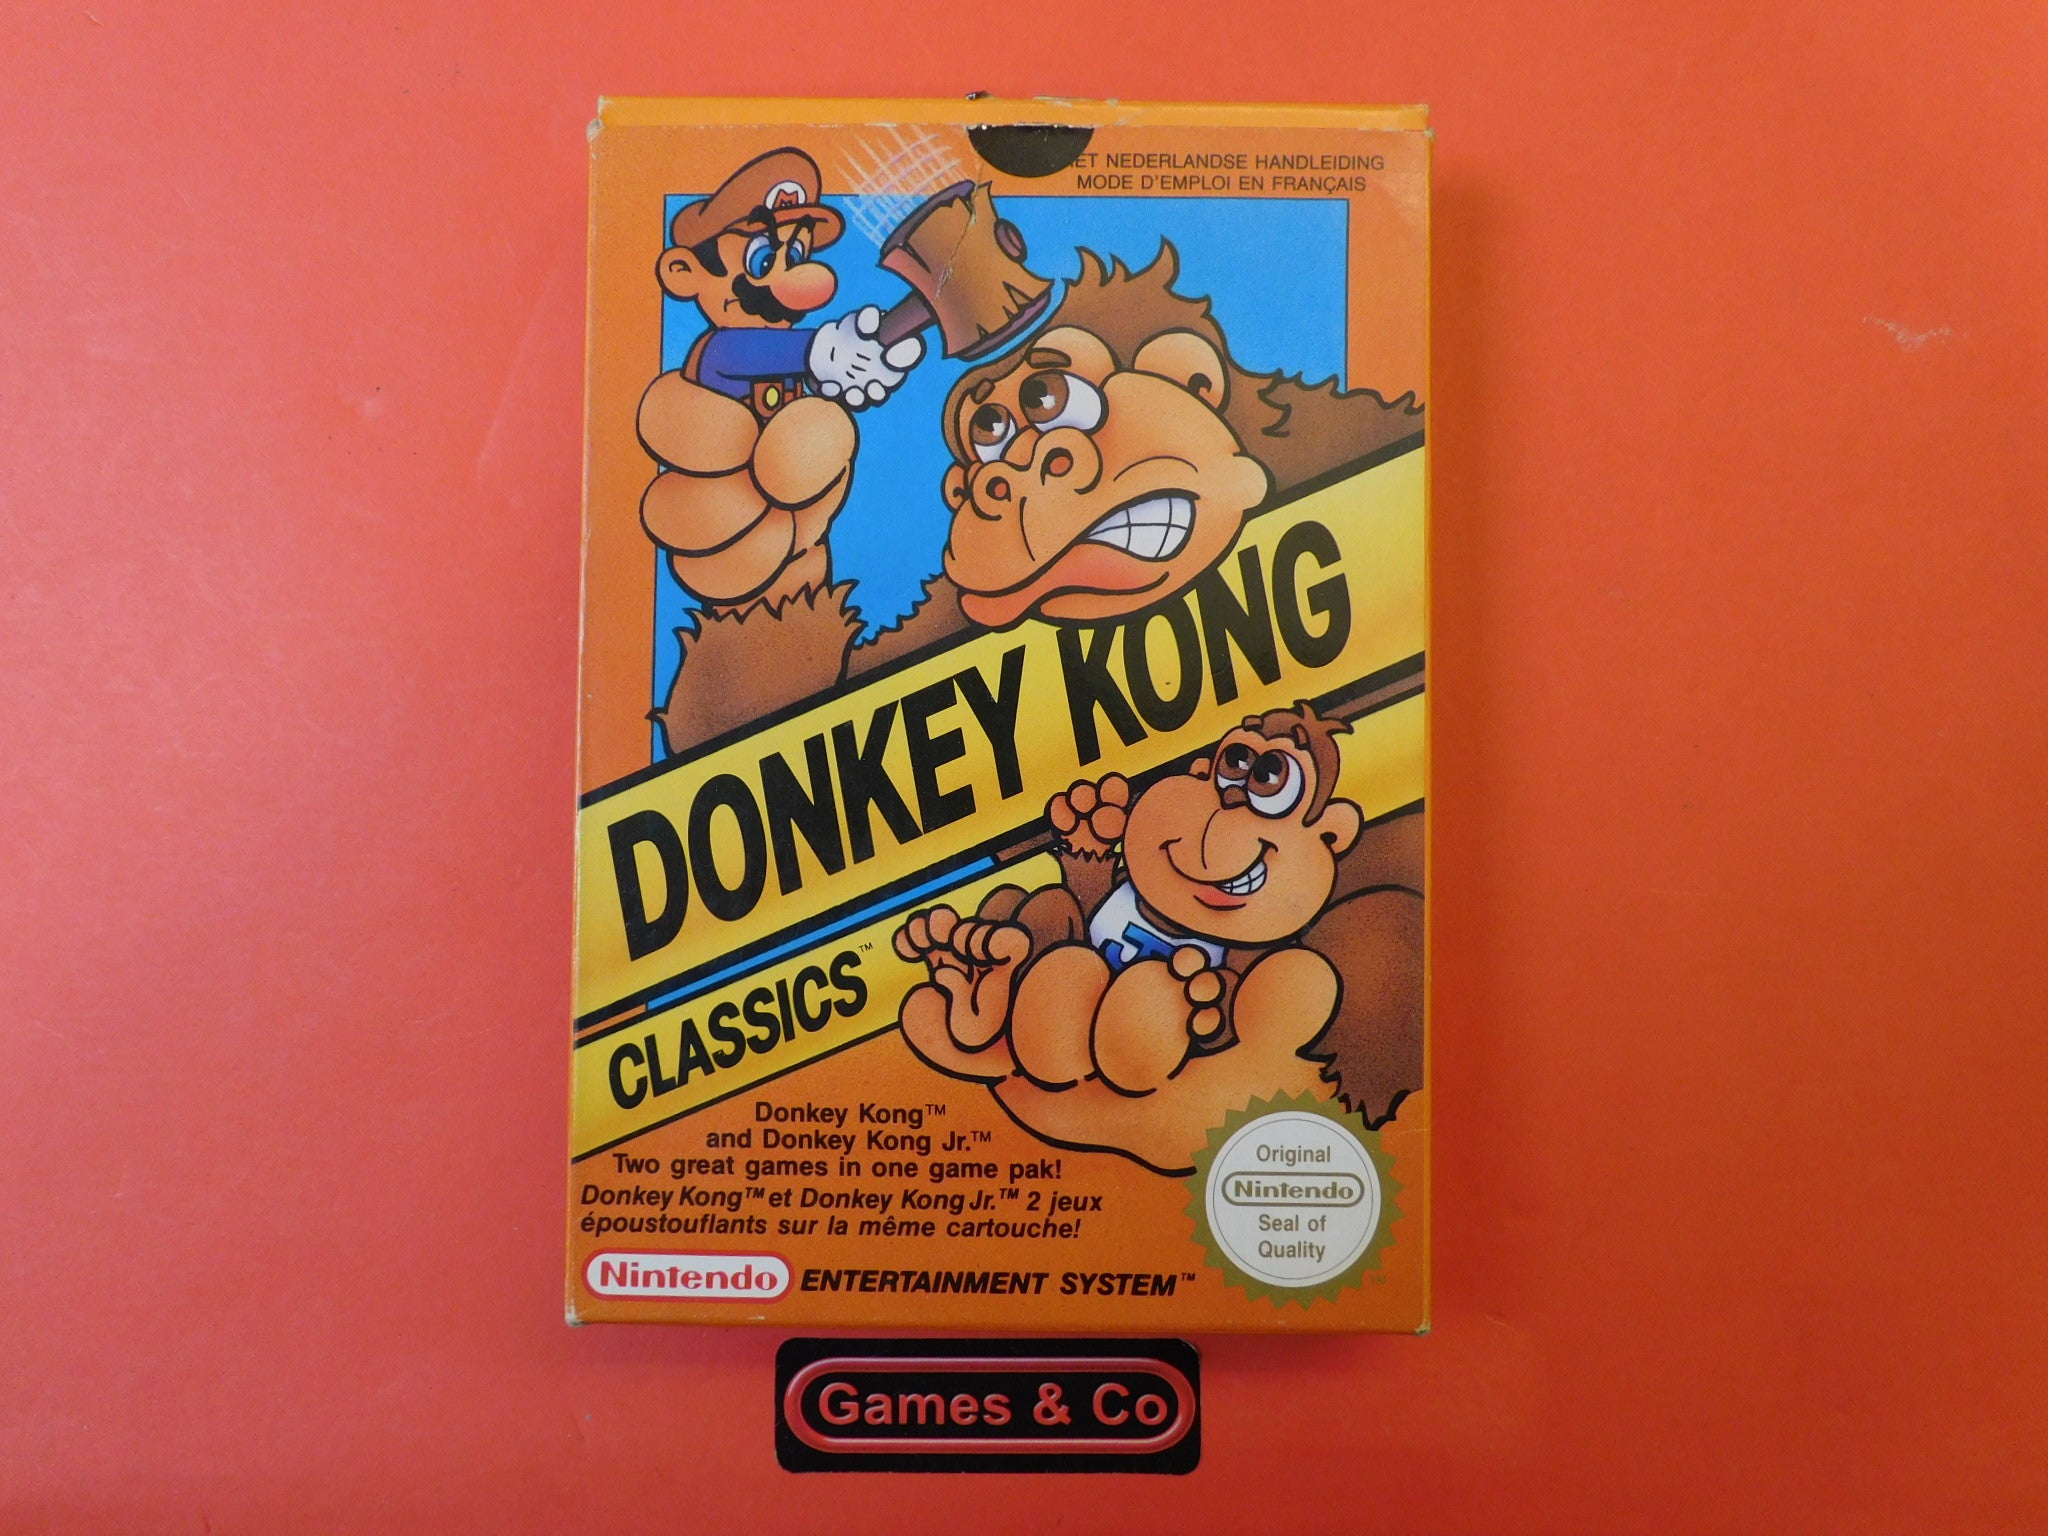 NEDERLANDSE HANDLEIDING
MODE D'EMPLOI EN FRANÇAIS
M
DONKEY KONG
J
CLASSICS™
Donkey Kong™
and Donkey Kong Jr.™
Two great games in one game pak!
Donkey Kong™ et Donkey Kong Jr.™ 2 jeux
époustouflants sur la même cartouche!
Nintendo ENTERTAINMENT SYSTEM™
Original
Nintendo
Seal of
Quality
Games & Co